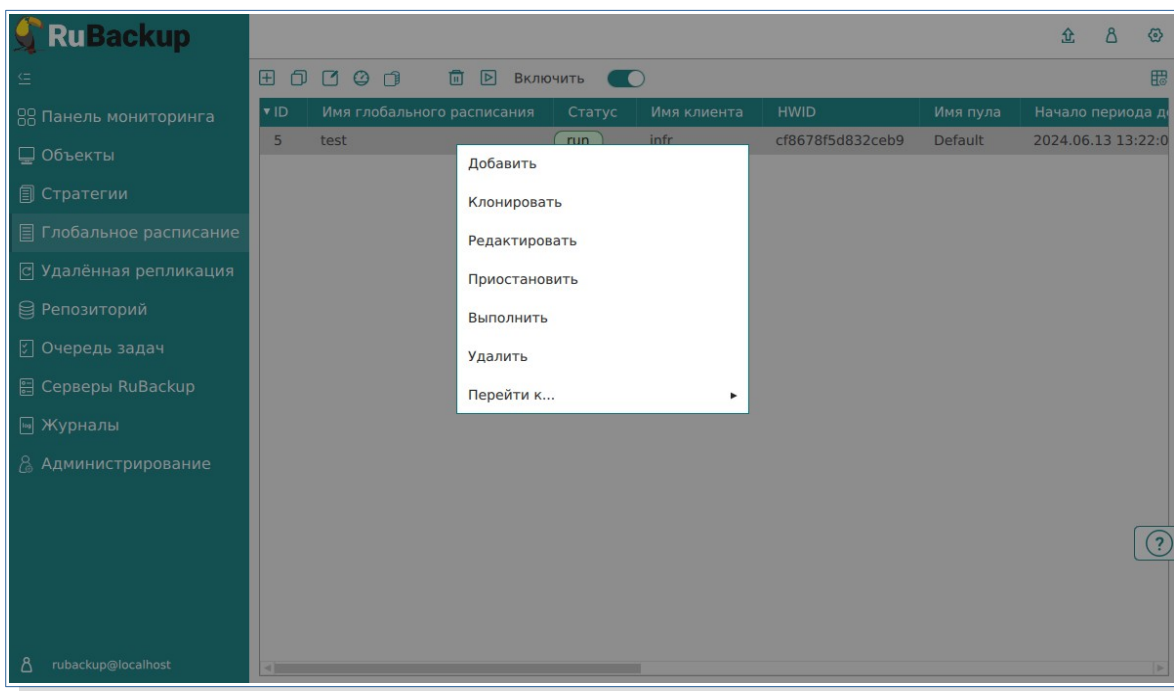 RuBackup
Включить
Панель мониторинга
Объекты
Стратегии
Глобальное расписание
Удалённая репликация
Репозиторий
Очередь задач
Серверы RuBackup
Журналы
Администрирование
rubackup@localhost
ID Имя глобального расписания Статус Имя клиента HWID Имя пула Начало периода д
5 test run infr cf8678f5d832ceb9 Default 2024.06.13 13:22:0
Добавить
Клонировать
Редактировать
Приостановить
Выполнить
Удалить
Перейти к...
?